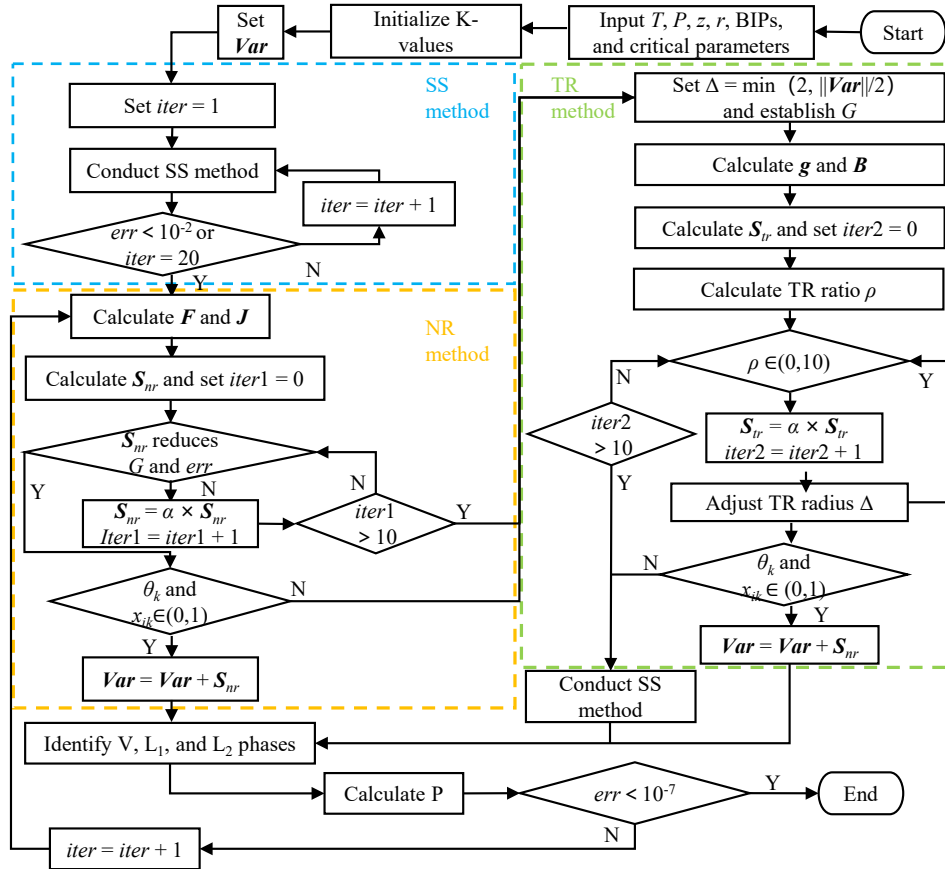 Start
Input T, P, z, r, BIPs,
and critical parameters
Initialize K-
values
Set
Var
SS
method
Set iter = 1
Conduct SS method
iter = iter + 1
err < 10⁻² or
iter = 20
N
Y
NR
method
Calculate F and J
Calculate Sₙᵣ and set iter1 = 0
Sₙᵣ reduces
G and err
Y
N
Sₙᵣ = α × Sₙᵣ
Iter1 = iter1 + 1
N
iter1
> 10
Y
θₖ and
xᵢₖ∈(0,1)
N
Y
Var = Var + Sₙᵣ
TR
method
Set Δ = min (2, ||Var||/2)
and establish G
Calculate g and B
Calculate Sₜᵣ and set iter2 = 0
Calculate TR ratio ρ
ρ ∈(0,10)
N
Y
iter2
> 10
Y
Sₜᵣ = α × Sₜᵣ
iter2 = iter2 + 1
Adjust TR radius Δ
θₖ and
xᵢₖ∈ (0,1)
N
Y
Var = Var + Sₙᵣ
Conduct SS
method
Identify V, L₁, and L₂ phases
Calculate P
err < 10⁻⁷
Y
End
N
iter = iter + 1